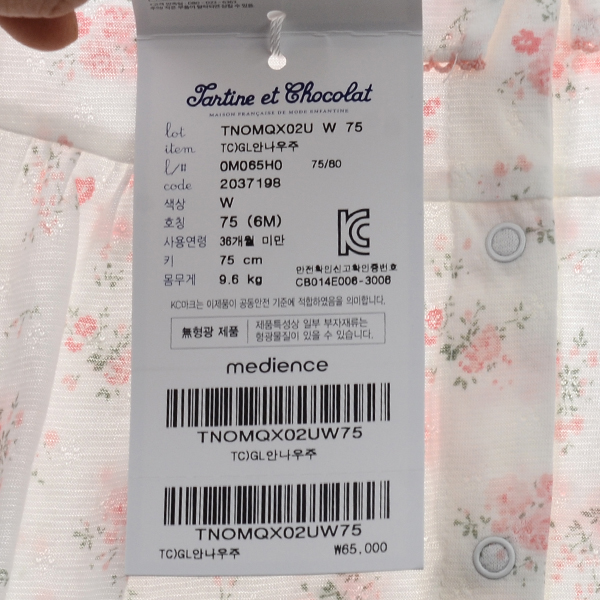 Tartine et Chocolat
MAISON FRANÇAISE DE MODE ENFANTINE
lot TNOMQX02U W 75
item TC)GL안나우주
l/# 0M065H0 75/80
code 2037198
색상 W
호칭 75 (6M)
사용연령 36개월 미만
키 75 cm
몸무게 9.6 kg
안전확인신고확인증번호
CB014E006-3006
KC마크는 이제품이 공통안전 기준에 적합하였음을 의미합니다.
無형광 제품
제품특성상 일부 부자재류는
형광물질이 있을 수 있습니다.
medience
TNOMQX02UW75
TC)GL안나우주
TNOMQX02UW75
TC)GL안나우주 ₩65,000